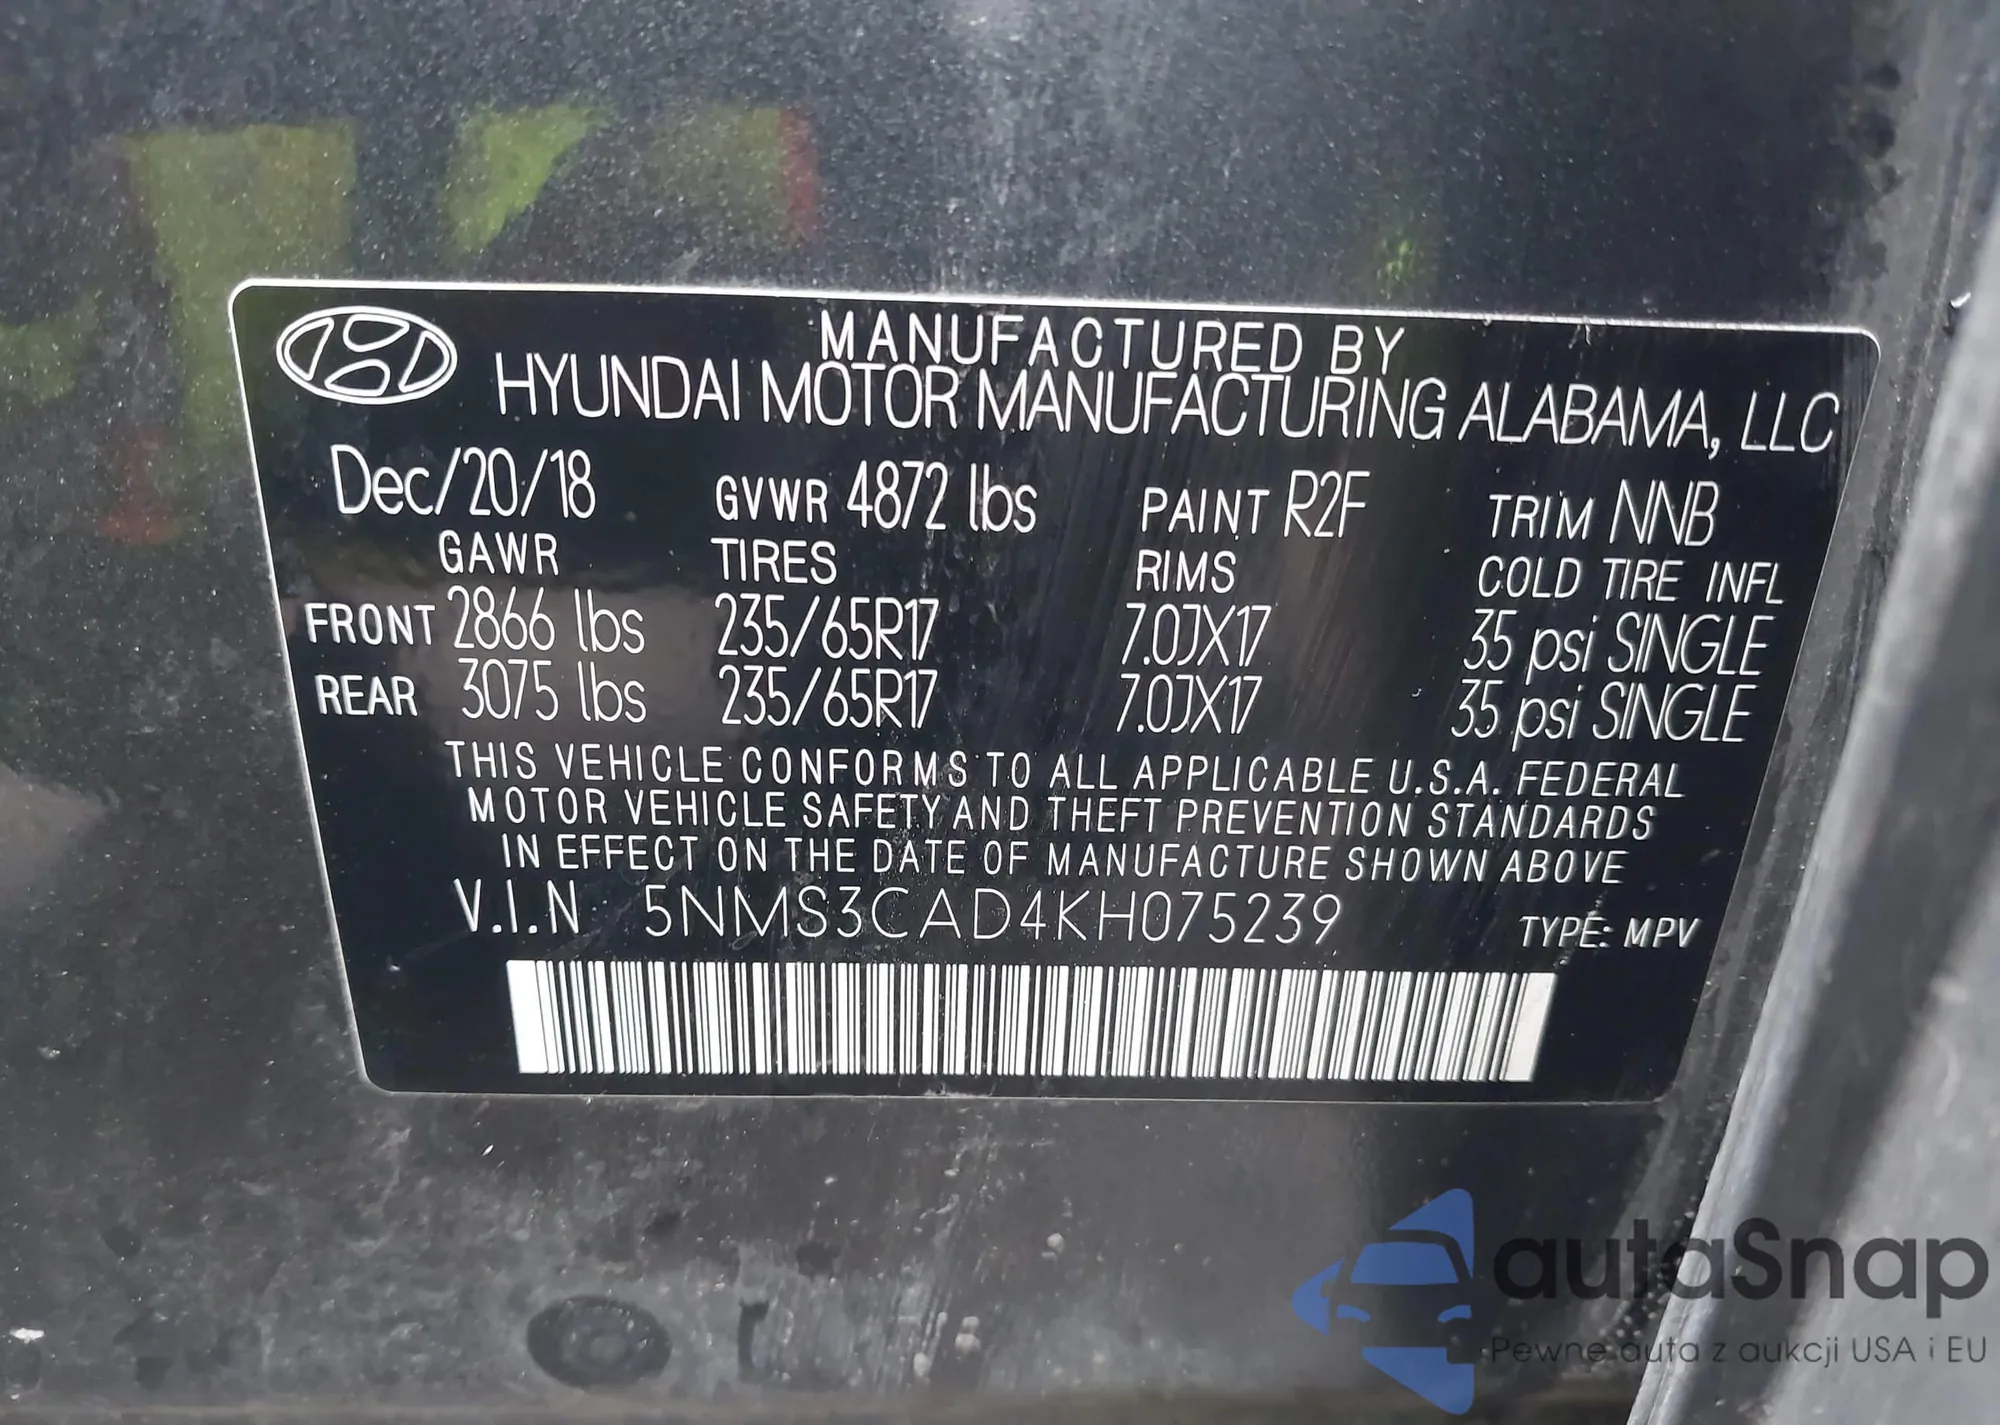 MANUFACTURED BY
HYUNDAI MOTOR MANUFACTURING ALABAMA, LLC
Dec/20/18 GVWR 4872 lbs PAINT R2F TRIM NNB
GAWR TIRES RIMS COLD TIRE INFL
FRONT 2866 lbs 235/65R17 7.0JX17 35 psi SINGLE
REAR 3075 lbs 235/65R17 7.0JX17 35 psi SINGLE
THIS VEHICLE CONFORMS TO ALL APPLICABLE U.S.A. FEDERAL
MOTOR VEHICLE SAFETY AND THEFT PREVENTION STANDARDS
IN EFFECT ON THE DATE OF MANUFACTURE SHOWN ABOVE
V.I.N 5NMS3CAD4KH075239 TYPE: MPV
autaSnap
Pewne auta z aukcji USA i EU